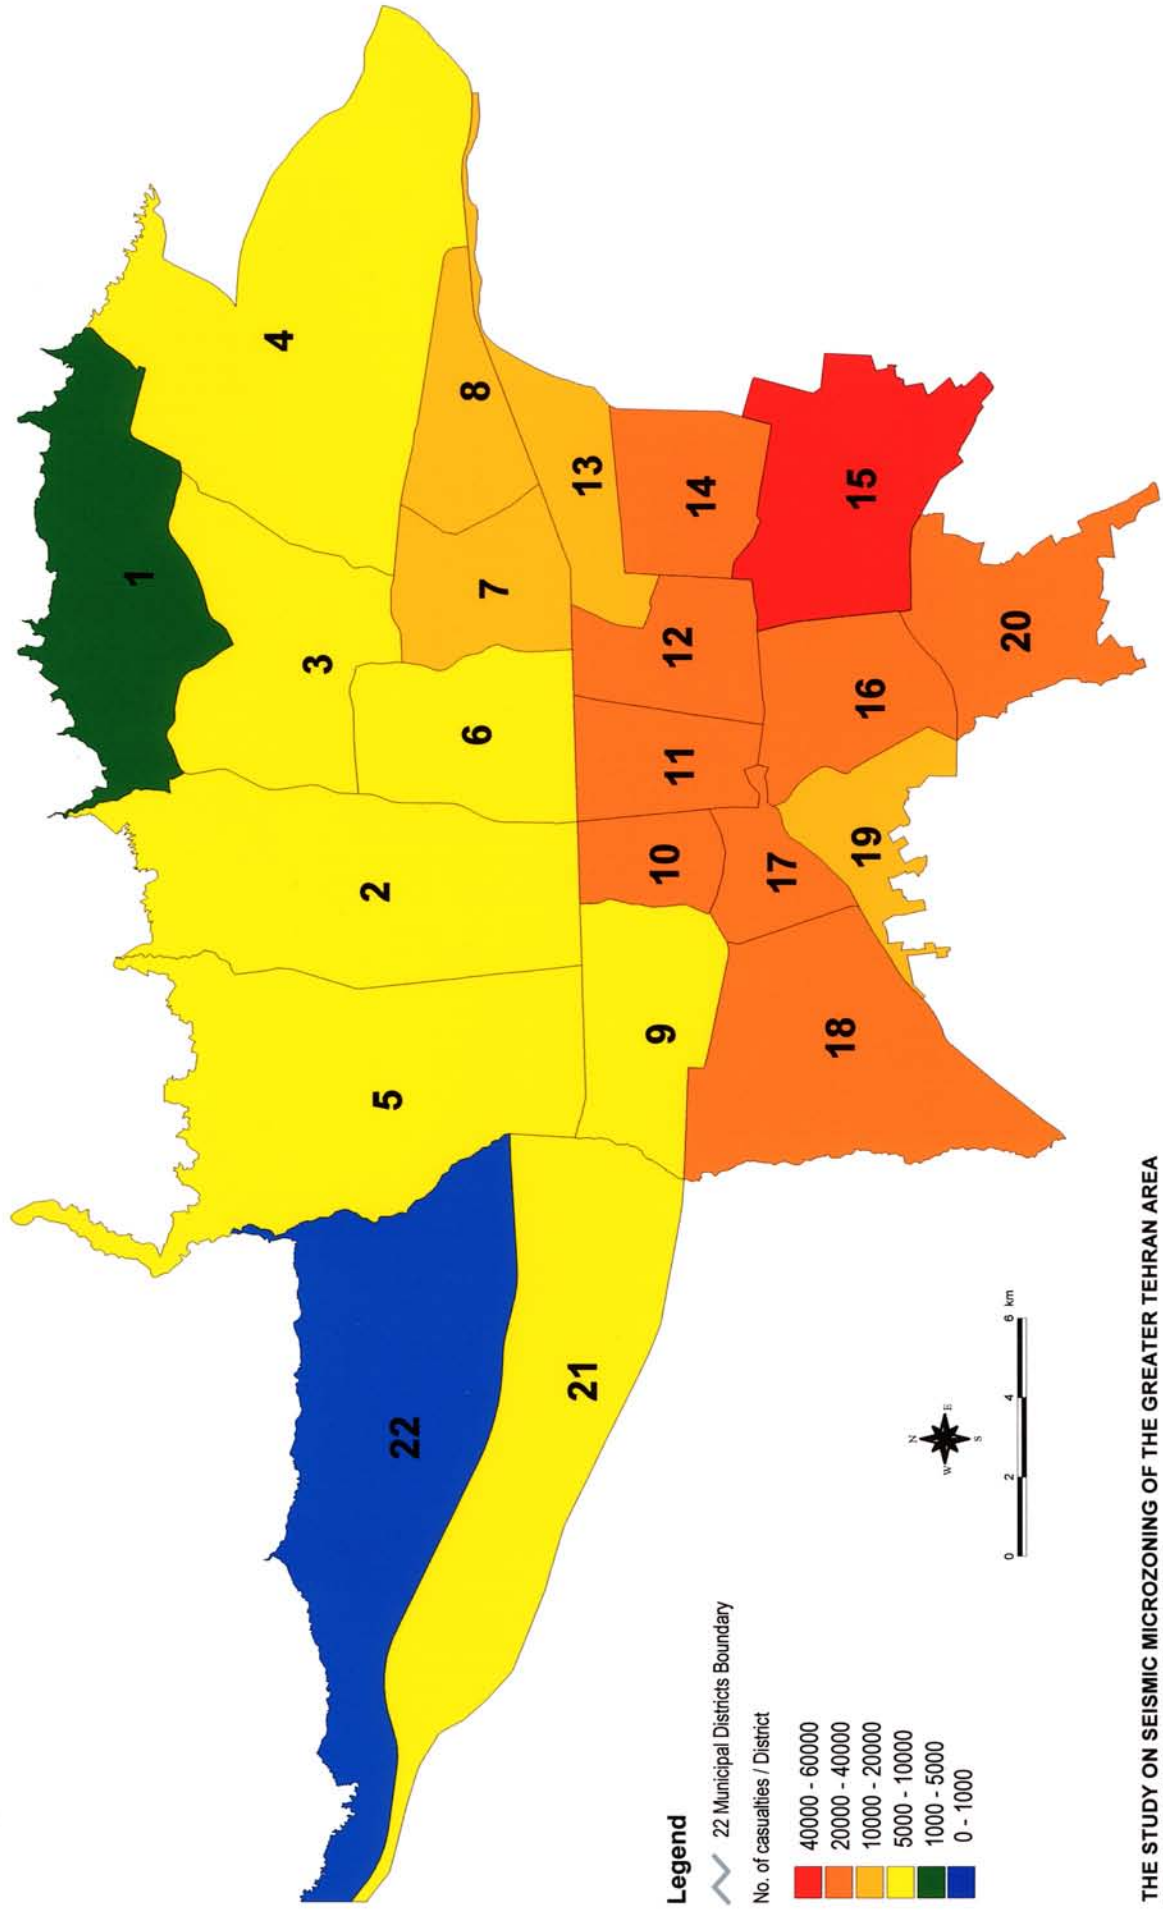 1
4
3
8
7
2
6
13
5
14
12
11
10
15
9
17
16
20
19
18
22
21
N
W
E
S
0
2
4
6 km
Legend
22 Municipal Districts Boundary
No. of casualties / District
40000 - 60000
20000 - 40000
10000 - 20000
5000 - 10000
1000 - 5000
0 - 1000
THE STUDY ON SEISMIC MICROZONING OF THE GREATER TEHRAN AREA